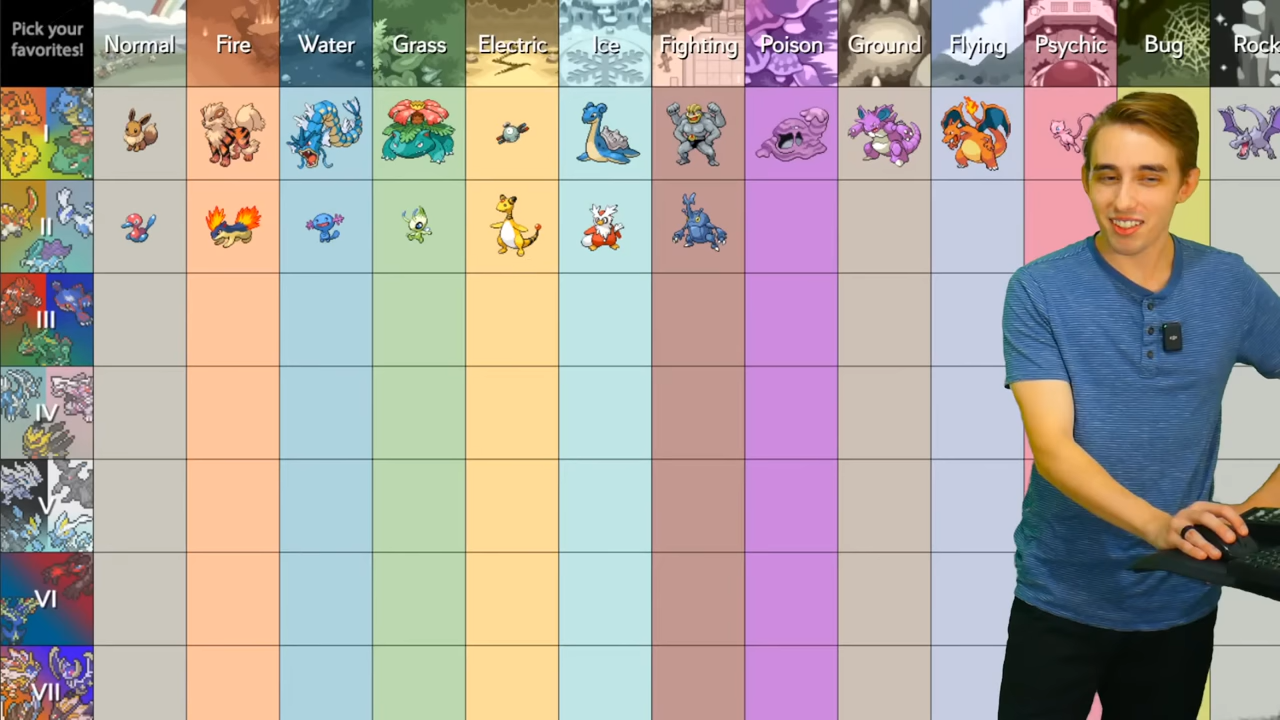 Pick your
favorites!
Normal
Fire
Water
Grass
Electric
Ice
Fighting
Poison
Ground
Flying
Psychic
Bug
Rock
I
II
III
IV
V
VI
VII